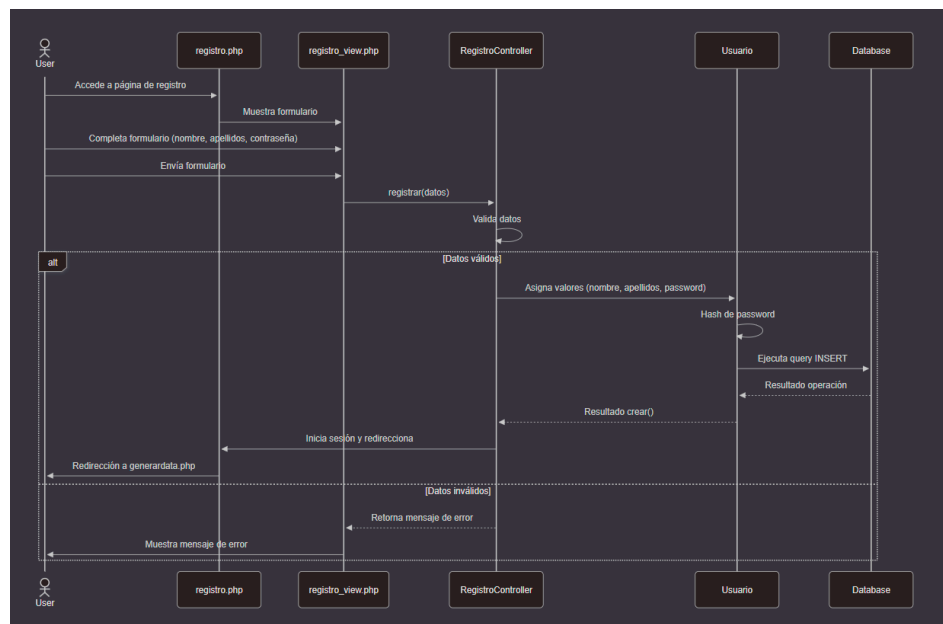 User
registro.php
registro_view.php
RegistroController
Usuario
Database
Accede a página de registro
Muestra formulario
Completa formulario (nombre, apellidos, contraseña)
Envía formulario
registrar(datos)
Valida datos
alt
[Datos válidos]
Asigna valores (nombre, apellidos, password)
Hash de password
Ejecuta query INSERT
Resultado operación
Resultado crear()
Inicia sesión y redirecciona
Redirección a generardata.php
[Datos inválidos]
Retorna mensaje de error
Muestra mensaje de error
User
registro.php
registro_view.php
RegistroController
Usuario
Database